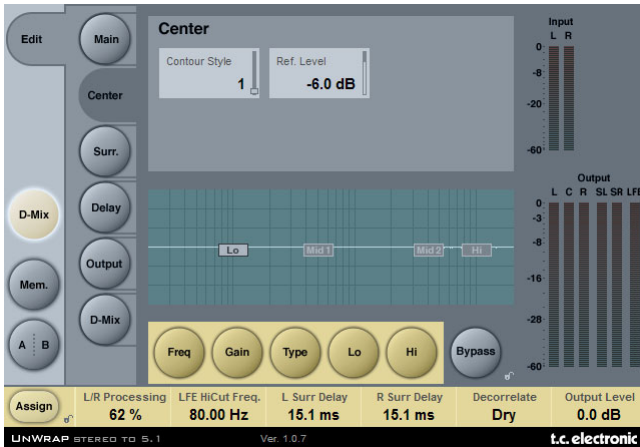 Edit
Main
Center
Surr.
Delay
Output
D-Mix
D-Mix
Mem.
A B
Center
Contour Style
1
Ref. Level
-6.0 dB
Lo
Mid 1
Mid 2
Hi
Freq
Gain
Type
Lo
Hi
Bypass
Input
L R
0
-8
-20
-60
Output
L C R SL SR LFE
0
-3
-8
-16
-28
-60
Assign
L/R Processing
62 %
LFE HiCut Freq.
80.00 Hz
L Surr Delay
15.1 ms
R Surr Delay
15.1 ms
Decorrelate
Dry
Output Level
0.0 dB
UNWRAP STEREO TO 5.1
Ver. 1.0.7
t.c. electronic